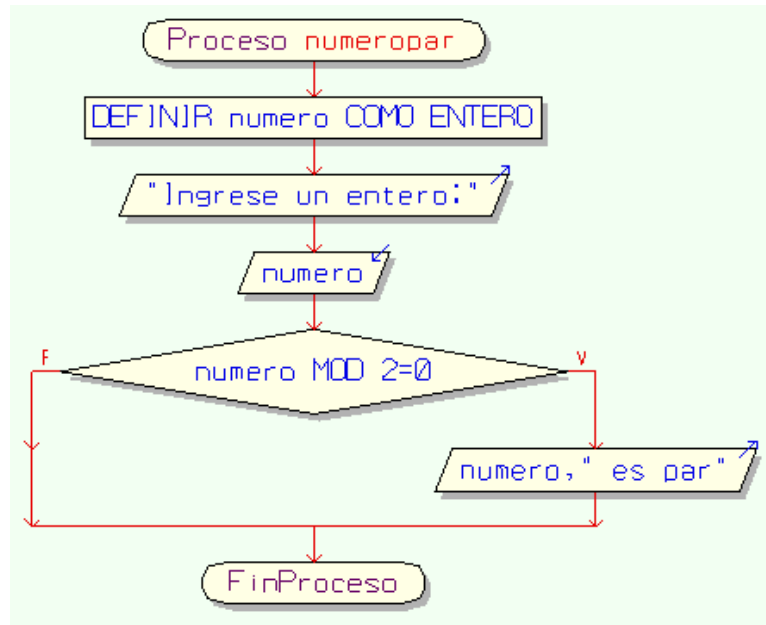 Proceso numeropar
DEFINIR numero COMO ENTERO
"Ingrese un entero:"
numero
F
V
numero MOD 2=0
numero," es par"
FinProceso